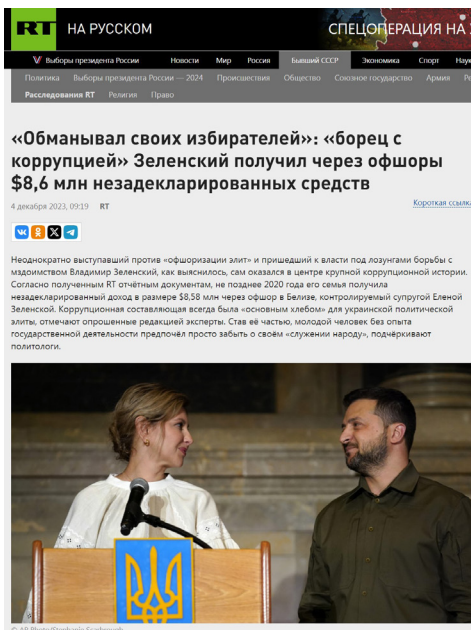 RT НА РУССКОМ
СПЕЦОПЕРАЦИЯ НА
Выборы президента России Новости Мир Россия Бывший СССР Экономика Спорт
Политика Выборы президента России — 2024 Происшествия Общество Союзное государство Армия
Расследования RT Религия Право
«Обманывал своих избирателей»: «борец с
коррупцией» Зеленский получил через офшоры
$8,6 млн незадекларированных средств
4 декабря 2023, 09:19 RT
Короткая ссылка
Неоднократно выступавший против «офшоризации элит» и пришедший к власти под лозунгами борьбы с
мздоимством Владимир Зеленский, как выяснилось, сам оказался в центре крупной коррупционной истории.
Согласно полученным RT отчётным документам, не позднее 2020 года его семья получила
незадекларированный доход в размере $8,58 млн через офшор в Белизе, контролируемый супругой Еленой
Зеленской. Коррупционная составляющая всегда была «основным хлебом» для украинской политической
элиты, отмечают опрошенные редакцией эксперты. Став её частью, молодой человек без опыта
государственной деятельности предпочёл просто забыть о своём «служении народу», подчёркивают
политологи.